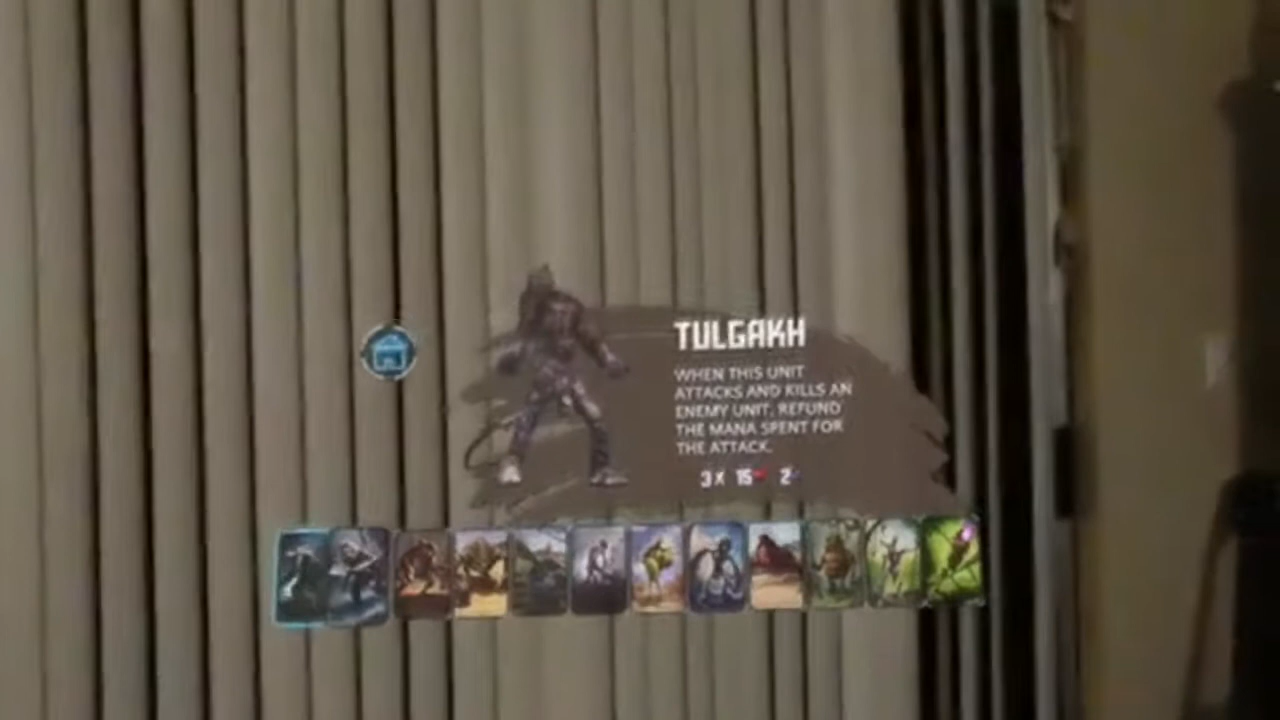 TULGAKH
WHEN THIS UNIT
ATTACKS AND KILLS AN
ENEMY UNIT, REFUND
THE MANA SPENT FOR
THE ATTACK.
3X 15 2